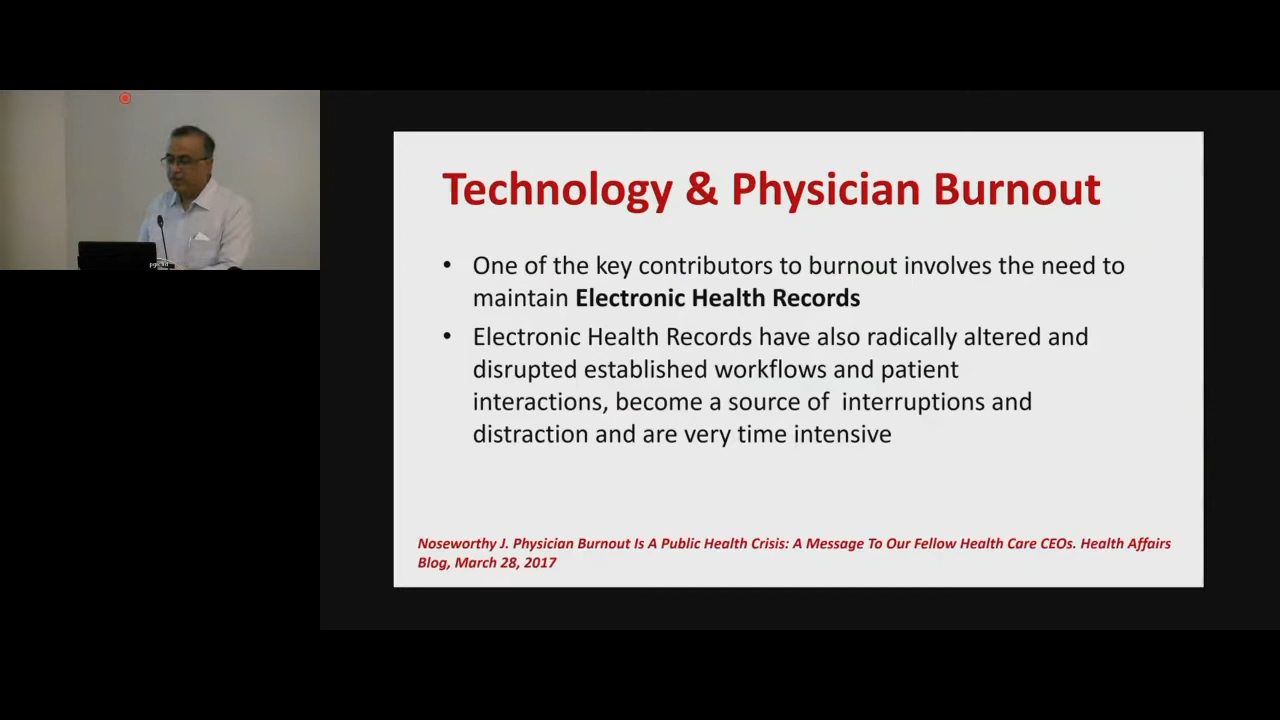 Technology & Physician Burnout
• One of the key contributors to burnout involves the need to
maintain Electronic Health Records
• Electronic Health Records have also radically altered and
disrupted established workflows and patient
interactions, become a source of interruptions and
distraction and are very time intensive
Noseworthy J. Physician Burnout Is A Public Health Crisis: A Message To Our Fellow Health Care CEOs. Health Affairs
Blog, March 28, 2017